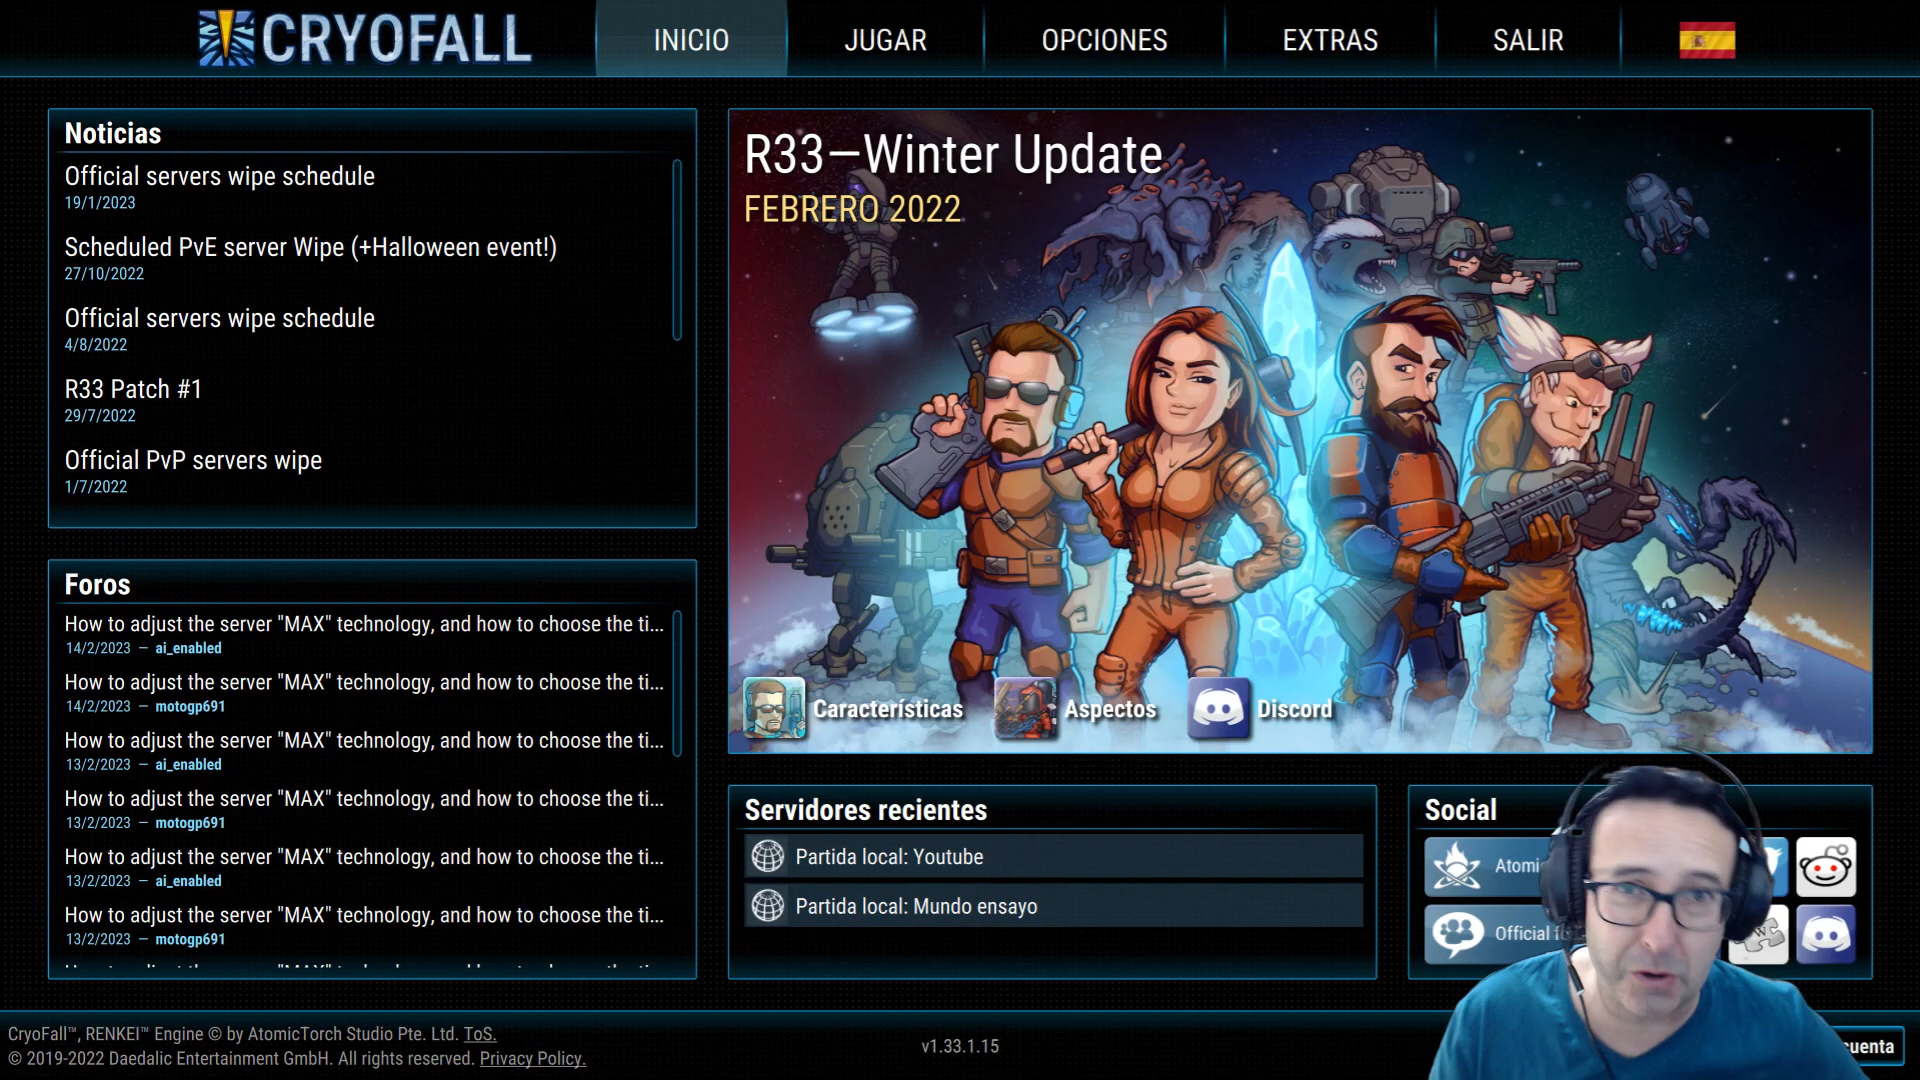 CRYOFALL
INICIO
JUGAR
OPCIONES
EXTRAS
SALIR
Noticias
Official servers wipe schedule
19/1/2023
Scheduled PvE server Wipe (+Halloween event!)
27/10/2022
Official servers wipe schedule
4/8/2022
R33 Patch #1
29/7/2022
Official PvP servers wipe
1/7/2022
Foros
How to adjust the server "MAX" technology, and how to choose the ti...
14/2/2023 — ai_enabled
How to adjust the server "MAX" technology, and how to choose the ti...
14/2/2023 — motogp691
How to adjust the server "MAX" technology, and how to choose the ti...
13/2/2023 — ai_enabled
How to adjust the server "MAX" technology, and how to choose the ti...
13/2/2023 — motogp691
How to adjust the server "MAX" technology, and how to choose the ti...
13/2/2023 — ai_enabled
How to adjust the server "MAX" technology, and how to choose the ti...
13/2/2023 — motogp691
R33—Winter Update
FEBRERO 2022
Características
Aspectos
Discord
Servidores recientes
Partida local: Youtube
Partida local: Mundo ensayo
Social
Atomi
Official
CryoFall™, RENKEI™ Engine © by AtomicTorch Studio Pte. Ltd. ToS.
© 2019-2022 Daedalic Entertainment GmbH. All rights reserved. Privacy Policy.
v1.33.1.15
cuenta